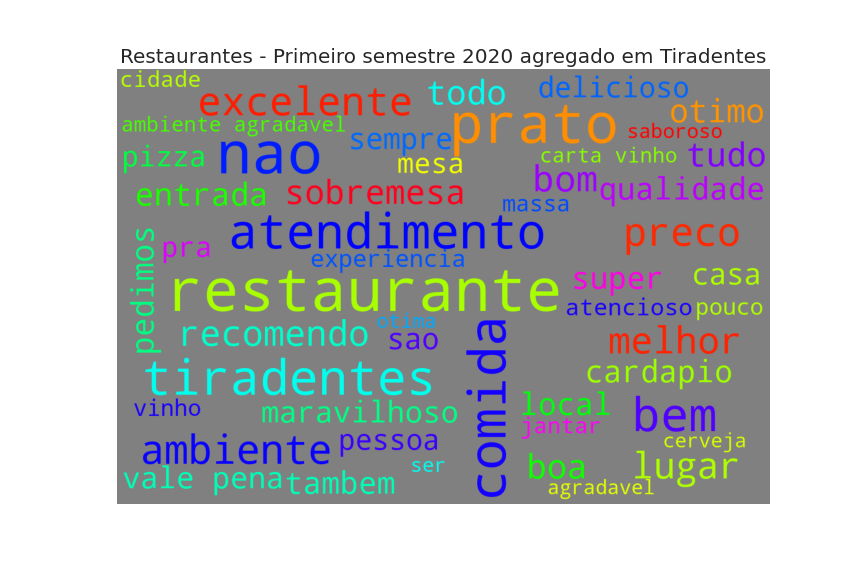 Restaurantes - Primeiro semestre 2020 agregado em Tiradentes
cidade
excelente
todo
delicioso
ambiente agradavel
nao
sempre
prato
otimo
saboroso
pizza
mesa
carta vinho
tudo
entrada
sobremesa
bom
qualidade
massa
pedimos
pra
atendimento
preco
experiencia
restaurante
super
casa
atencioso
pouco
otima
recomendo
sao
comida
melhor
tiradentes
cardapio
vinho
maravilhoso
local
bem
jantar
ambiente
pessoa
cerveja
ser
boa
lugar
vale pena
tambem
agradavel